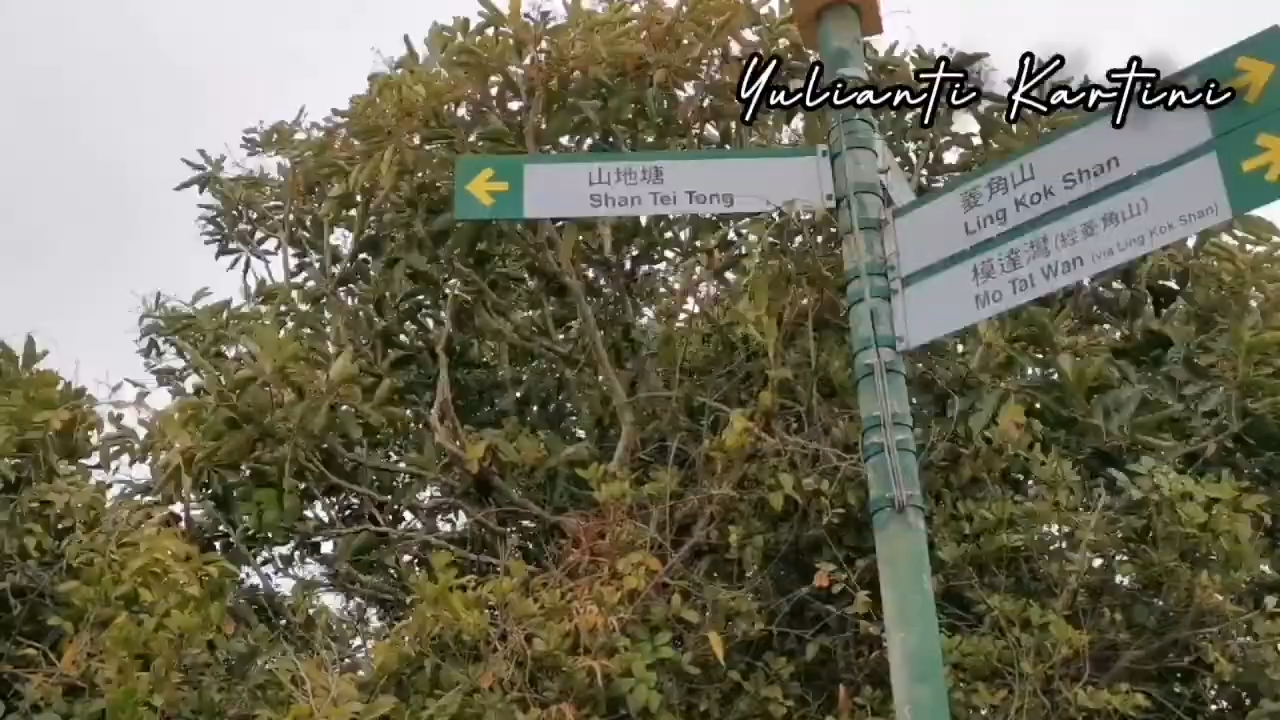 Yulianti Kartini
山地塘
Shan Tei Tong
菱角山
Ling Kok Shan
模達灣 (經菱角山)
Mo Tat Wan (via Ling Kok Shan)